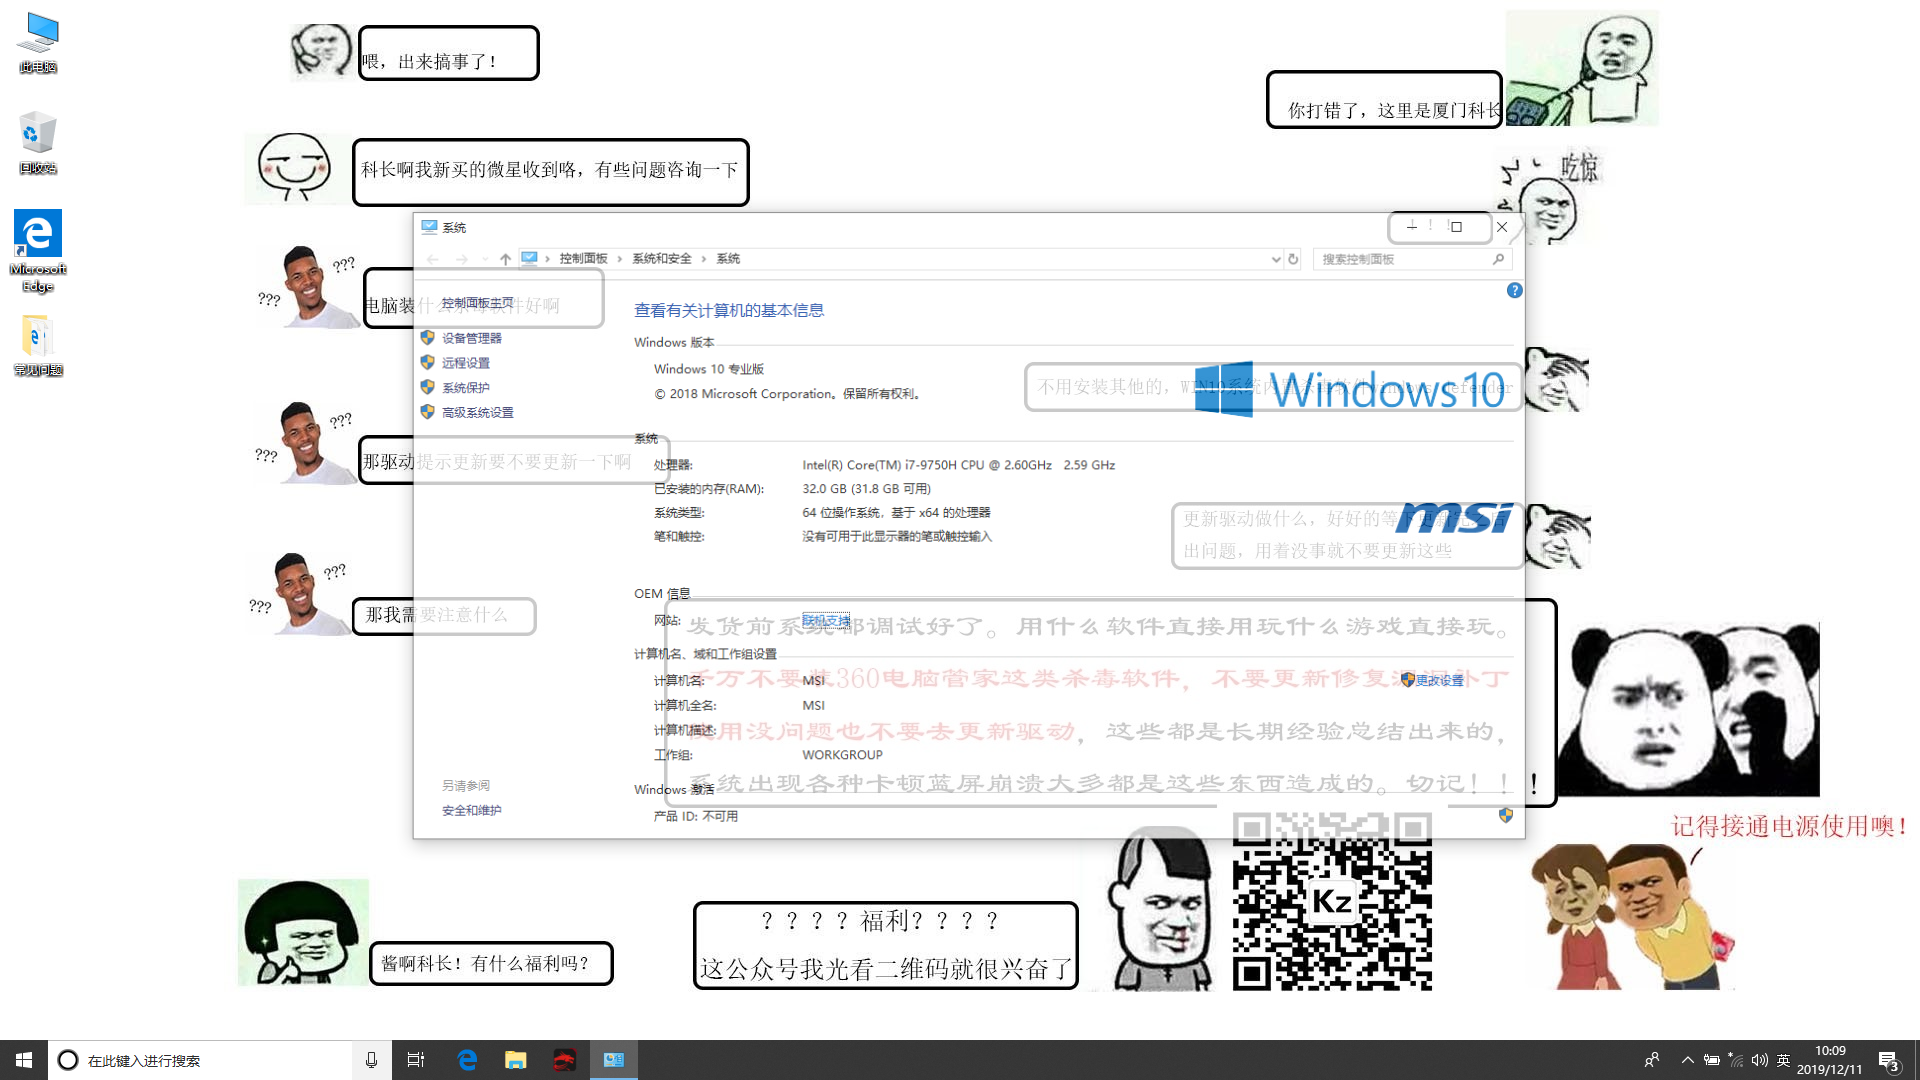 此电脑
回收站
Microsoft
Edge
常见问题
喂，出来搞事了！
你打错了，这里是厦门科长
科长啊我新买的微星收到咯，有些问题咨询一下
吃惊
系统
控制面板 › 系统和安全 › 系统
搜索控制面板
控制面板主页
设备管理器
远程设置
系统保护
高级系统设置
另请参阅
安全和维护
查看有关计算机的基本信息
Windows 版本
Windows 10 专业版
© 2018 Microsoft Corporation。保留所有权利。
Windows 10
系统
处理器: Intel(R) Core(TM) i7-9750H CPU @ 2.60GHz 2.59 GHz
已安装的内存(RAM): 32.0 GB (31.8 GB 可用)
系统类型: 64 位操作系统，基于 x64 的处理器
笔和触控: 没有可用于此显示器的笔或触控输入
msi
OEM 信息
网站: 联机支持
计算机名、域和工作组设置
计算机名: MSI
更改设置
计算机全名: MSI
计算机描述:
工作组: WORKGROUP
Windows 激活
产品 ID: 不可用
???
???
电脑装什么杀毒软件好啊
不用安装其他的，WIN10系统内置杀毒软件windows defender
???
???
那驱动提示更新要不要更新一下啊
更新驱动做什么，好好的等下更新完之后
出问题，用着没事就不要更新这些
???
???
那我需要注意什么
发货前系统都调试好了。用什么软件直接用玩什么游戏直接玩。
千万不要装360电脑管家这类杀毒软件，不要更新修复漏洞补丁
使用没问题也不要去更新驱动，这些都是长期经验总结出来的，
系统出现各种卡顿蓝屏崩溃大多都是这些东西造成的。切记！！！
记得接通电源使用噢！
酱啊科长！有什么福利吗？
？？？？福利？？？？
这公众号我光看二维码就很兴奋了
Kz
在此键入进行搜索
英
10:09
2019/12/11
3